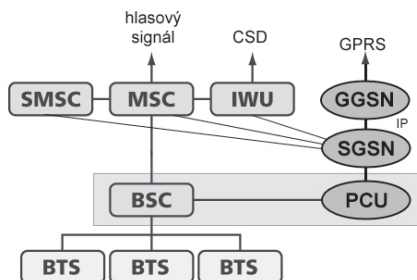 hlasový
signál
CSD
GPRS
SMSC
MSC
IWU
GGSN
IP
SGSN
BSC
PCU
BTS
BTS
BTS